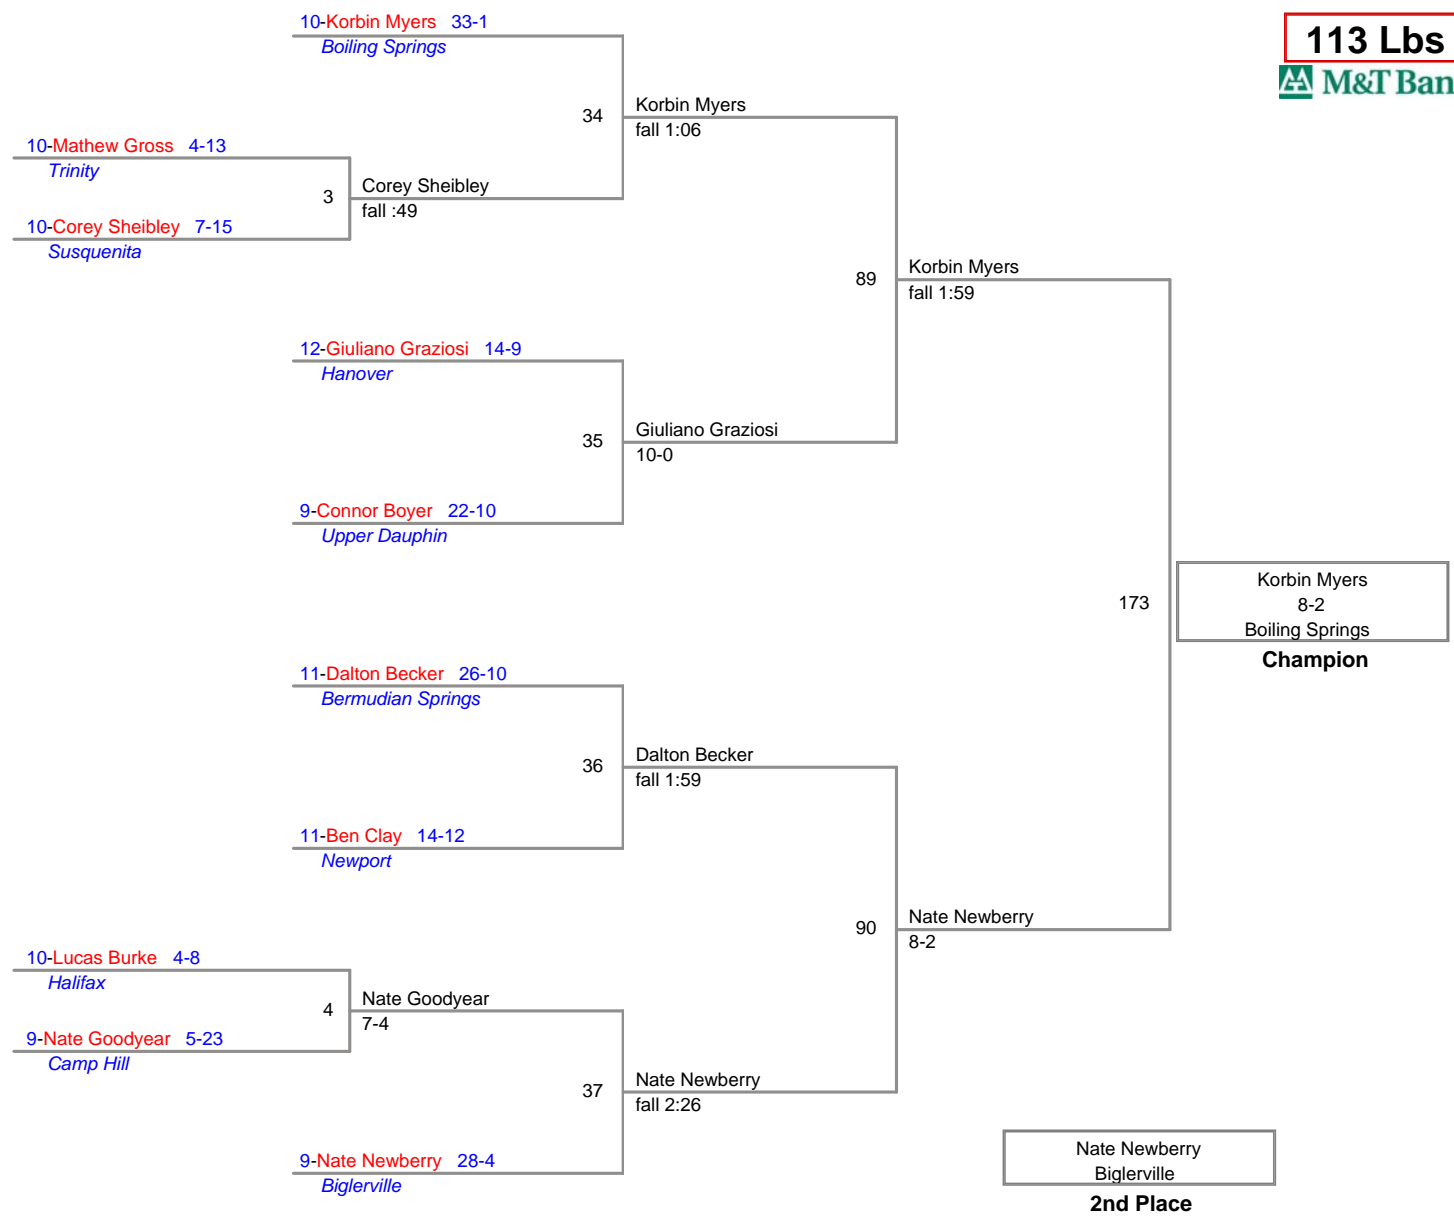 10-Korbin Myers 33-1
Boiling Springs
113 Lbs
M&T Ban
34
Korbin Myers
fall 1:06
10-Mathew Gross 4-13
Trinity
3
Corey Sheibley
fall :49
10-Corey Sheibley 7-15
Susquenita
89
Korbin Myers
fall 1:59
12-Giuliano Graziosi 14-9
Hanover
35
Giuliano Graziosi
10-0
9-Connor Boyer 22-10
Upper Dauphin
173
Korbin Myers
8-2
Boiling Springs
Champion
11-Dalton Becker 26-10
Bermudian Springs
36
Dalton Becker
fall 1:59
11-Ben Clay 14-12
Newport
90
Nate Newberry
8-2
10-Lucas Burke 4-8
Halifax
4
Nate Goodyear
7-4
9-Nate Goodyear 5-23
Camp Hill
37
Nate Newberry
fall 2:26
9-Nate Newberry 28-4
Biglerville
Nate Newberry
Biglerville
2nd Place